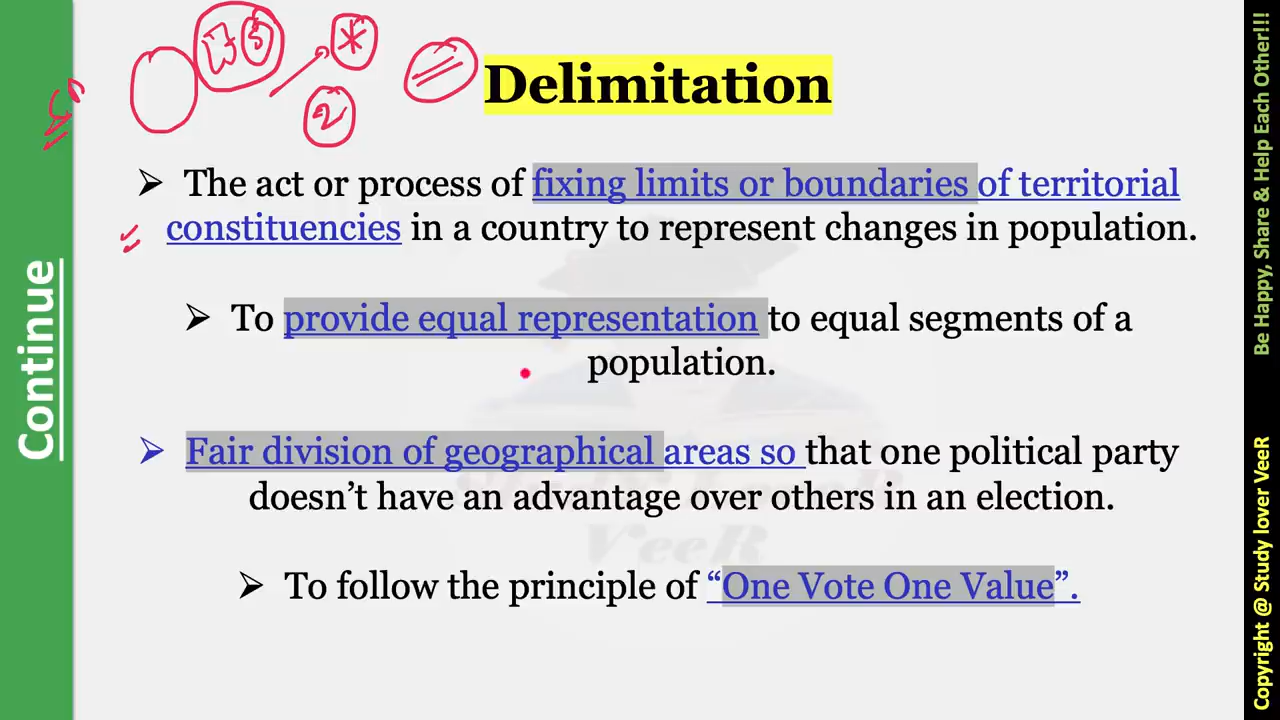 Delimitation
➢ The act or process of fixing limits or boundaries of territorial
constituencies in a country to represent changes in population.
➢ To provide equal representation to equal segments of a
population.
➢ Fair division of geographical areas so that one political party
doesn’t have an advantage over others in an election.
➢ To follow the principle of “One Vote One Value”.
Continue
Be Happy, Share & Help Each Other!!!
Copyright @ Study lover VeeR
VeeR
2